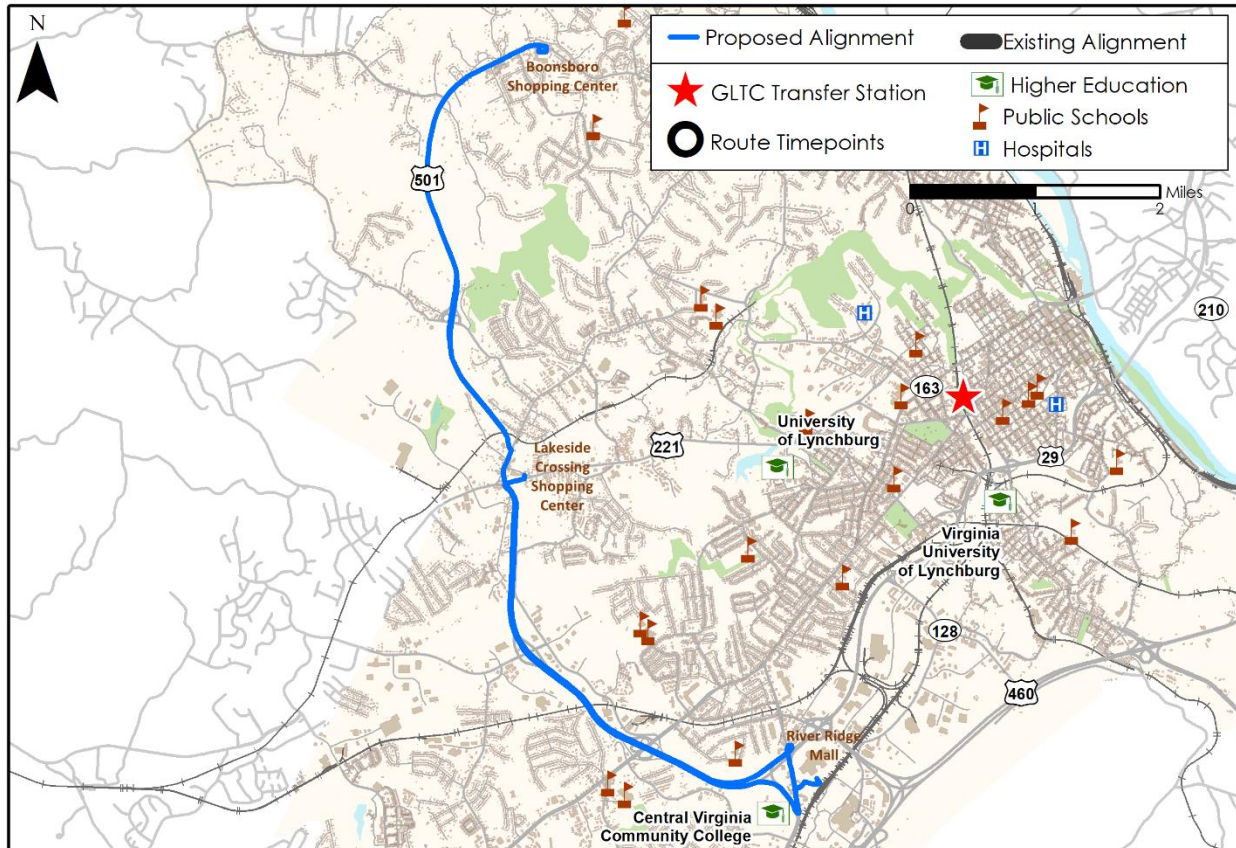 N
Proposed Alignment
Existing Alignment
GLTC Transfer Station
Route Timepoints
Higher Education
Public Schools
H Hospitals
0 1 2 Miles
Boonsboro
Shopping Center
501
210
H
163
H
University
of Lynchburg
221
29
Lakeside
Crossing
Shopping
Center
Virginia
University
of Lynchburg
128
460
River Ridge
Mall
Central Virginia
Community College